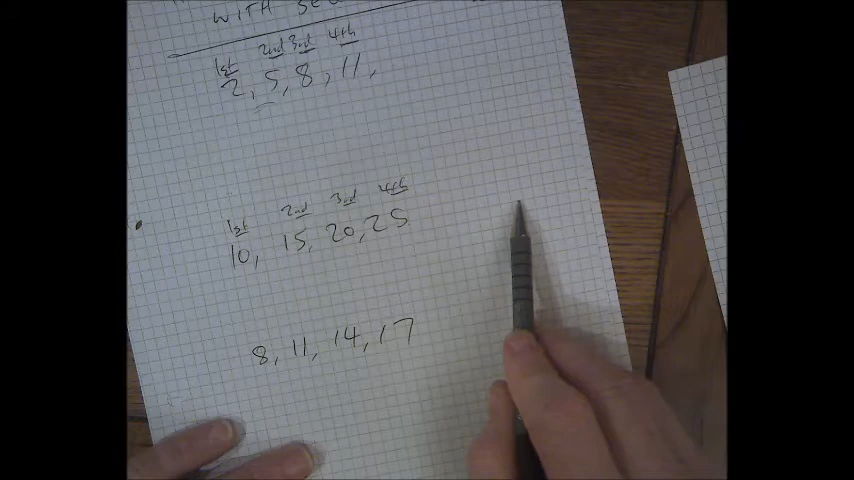 WITH
1st 2nd 3rd 4th
2, 5, 8, 11,
1st 2nd 3rd 4th
10, 15, 20, 25
8, 11, 14, 17